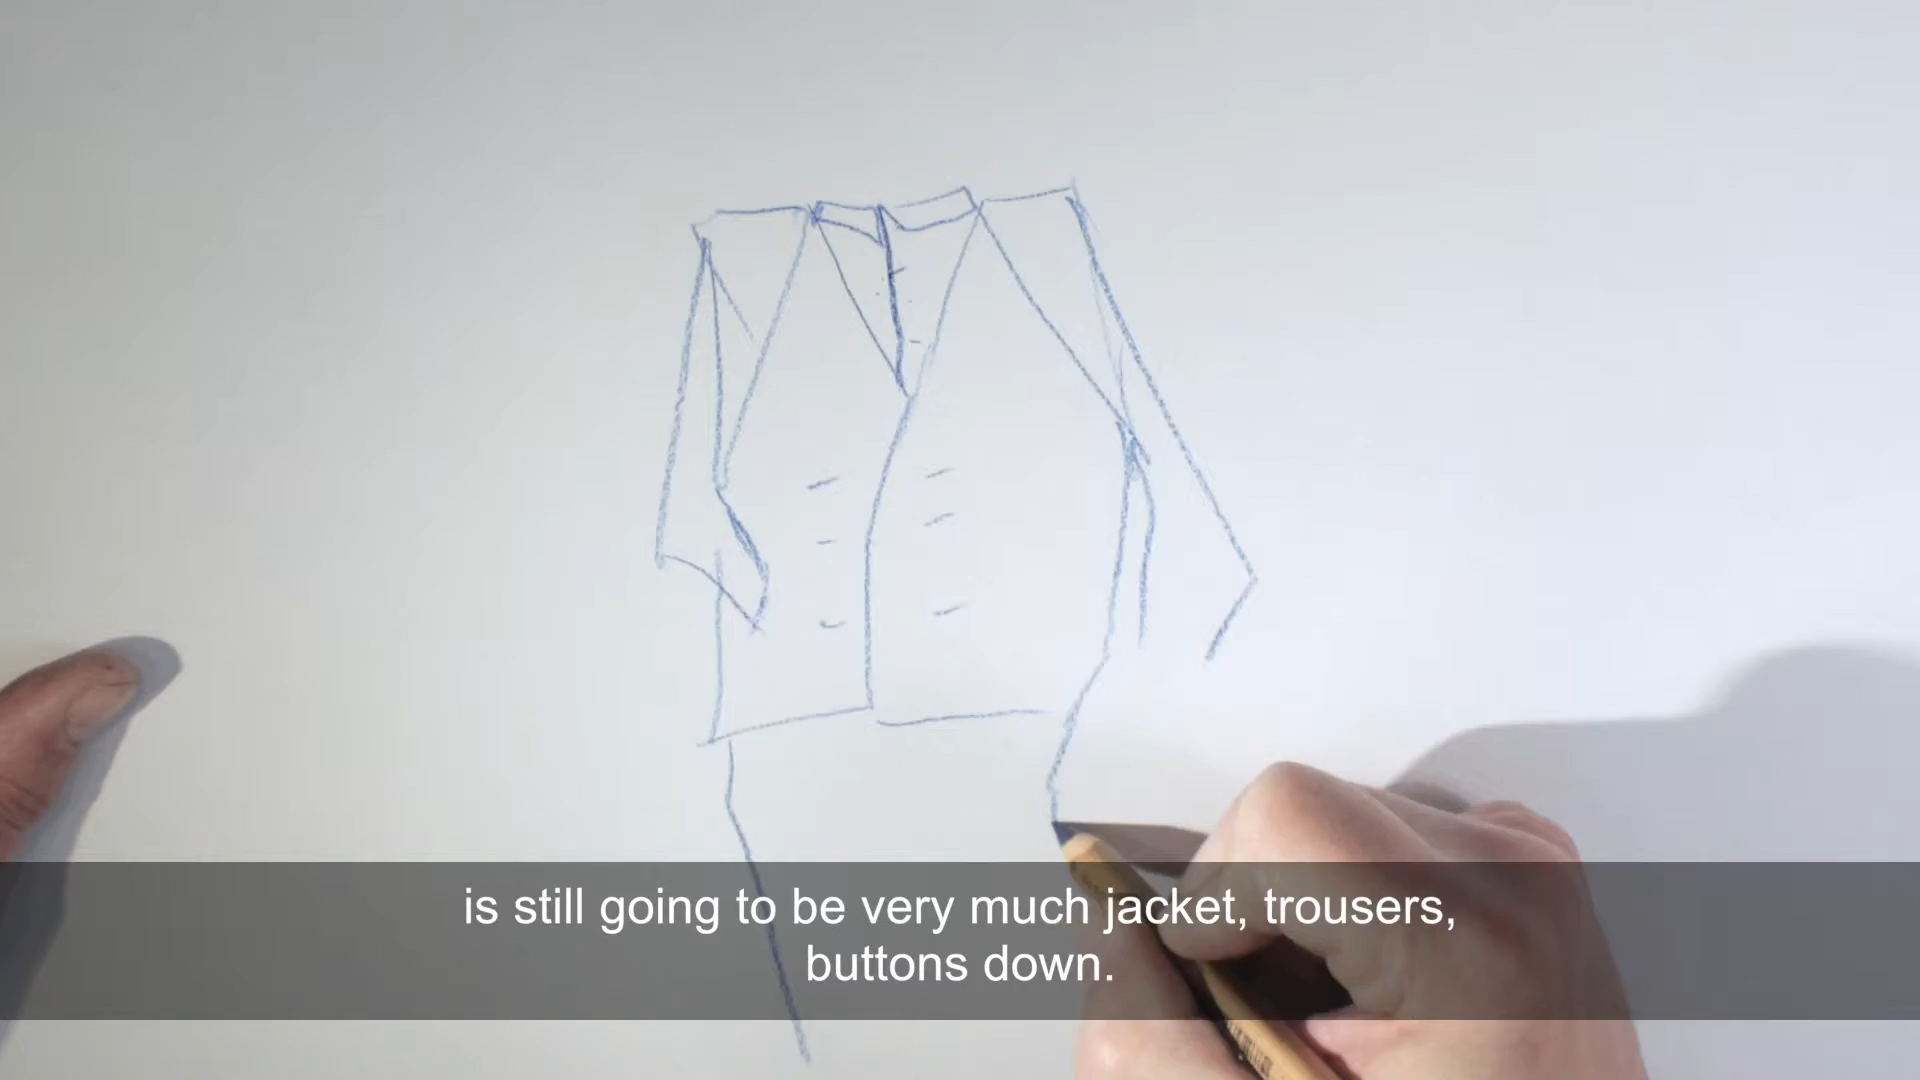 is still going to be very much jacket, trousers,
buttons down.